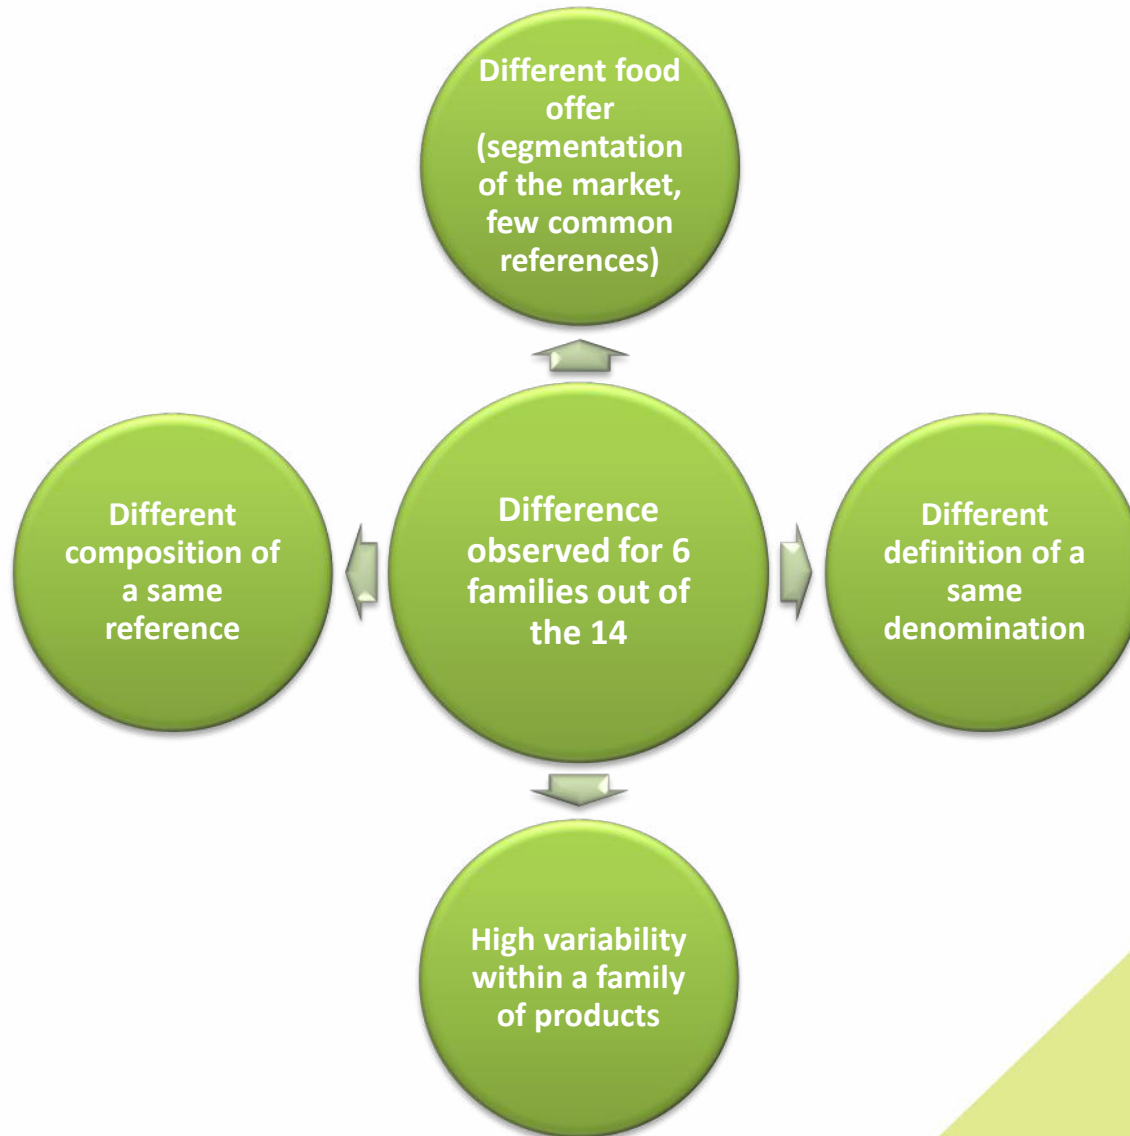 Different food
offer
(segmentation
of the market,
few common
references)
Different
composition of
a same
reference
Difference
observed for 6
families out of
the 14
Different
definition of a
same
denomination
High variability
within a family
of products